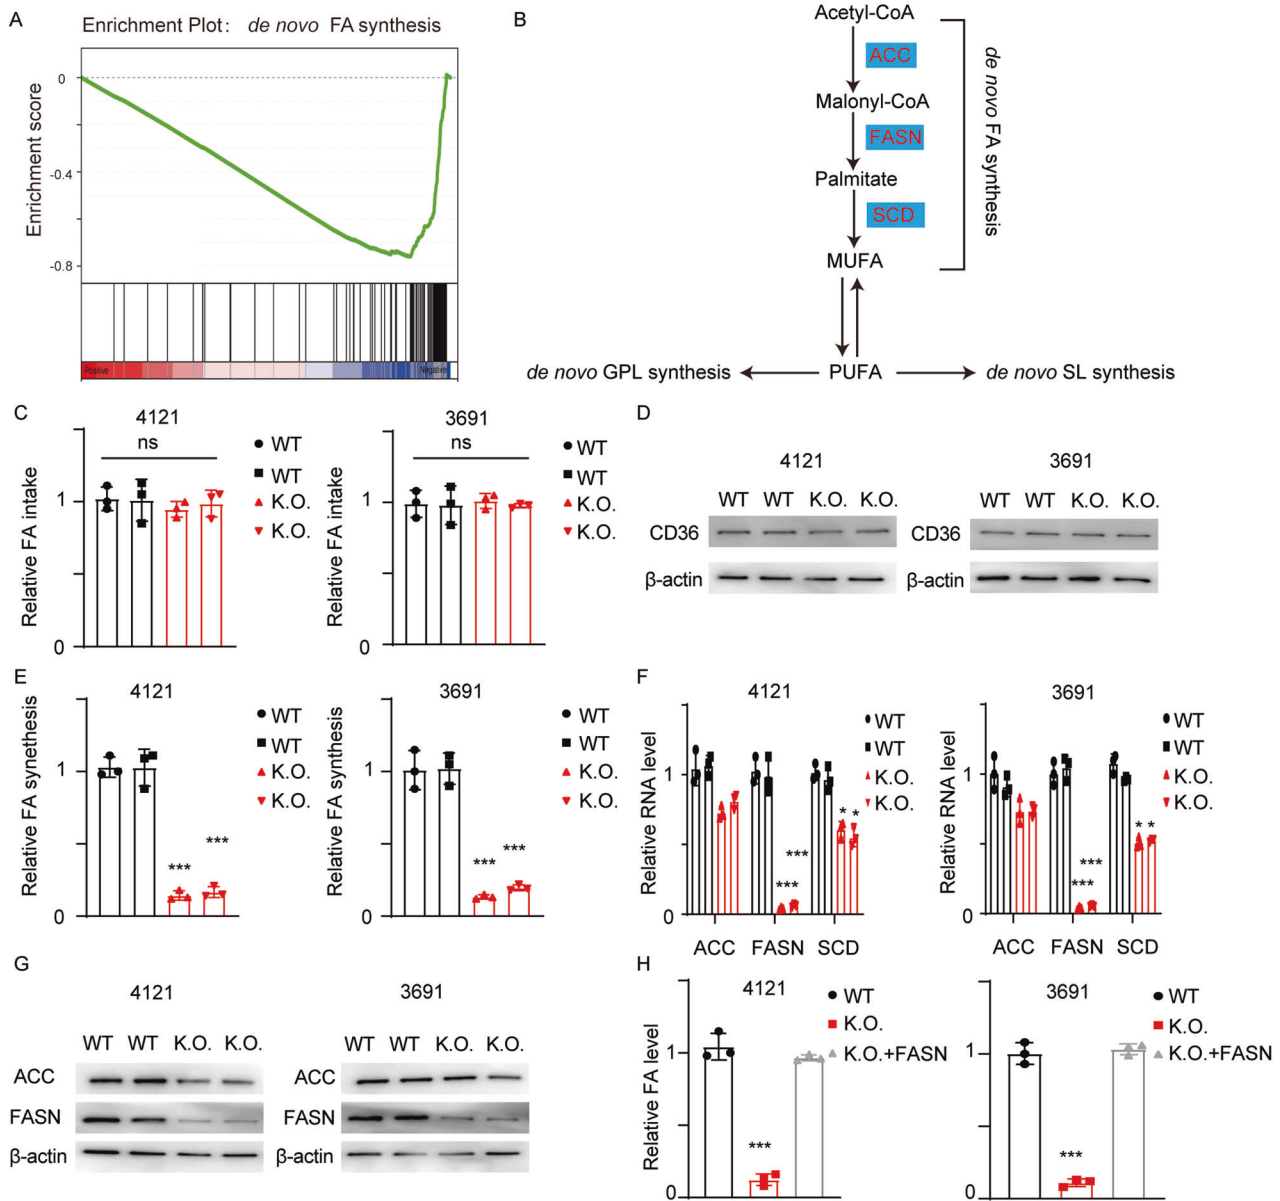 A
Enrichment Plot: de novo FA synthesis
Enrichment score
0
-0.4
-0.8
Positive
Negative
B
Acetyl-CoA
ACC
Malonyl-CoA
FASN
Palmitate
SCD
MUFA
de novo FA synthesis
de novo GPL synthesis
PUFA
de novo SL synthesis
C
4121
ns
Relative FA intake
1
0
WT
WT
K.O.
K.O.
3691
ns
Relative FA intake
1
0
WT
WT
K.O.
K.O.
D
4121
WT WT K.O. K.O.
CD36
β-actin
3691
WT WT K.O. K.O.
CD36
β-actin
E
4121
Relative FA synethesis
1
0
***
***
WT
WT
K.O.
K.O.
3691
Relative FA synthesis
1
0
***
***
WT
WT
K.O.
K.O.
F
4121
Relative RNA level
1
0
***
***
* *
ACC FASN SCD
WT
WT
K.O.
K.O.
3691
Relative RNA level
1
0
***
***
* *
ACC FASN SCD
WT
WT
K.O.
K.O.
G
4121
WT WT K.O. K.O.
ACC
FASN
β-actin
3691
WT WT K.O. K.O.
ACC
FASN
β-actin
H
4121
Relative FA level
1
0
***
WT
K.O.
K.O.+FASN
3691
1
0
***
WT
K.O.
K.O.+FASN